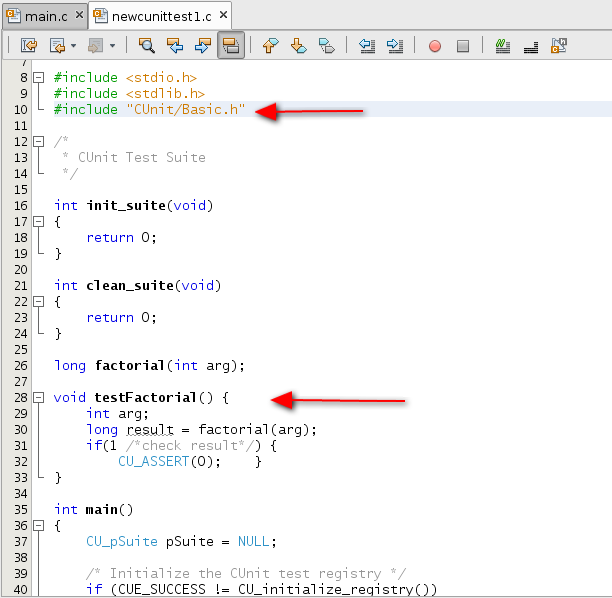 main.c newcunittest1.c
7
8 #include <stdio.h>
9 #include <stdlib.h>
10 #include "CUnit/Basic.h"
11
12 /*
13  * CUnit Test Suite
14  */
15
16 int init_suite(void)
17 {
18     return 0;
19 }
20
21 int clean_suite(void)
22 {
23     return 0;
24 }
25
26 long factorial(int arg);
27
28 void testFactorial() {
29     int arg;
30     long result = factorial(arg);
31     if(1 /*check result*/) {
32         CU_ASSERT(0);    }
33 }
34
35 int main()
36 {
37     CU_pSuite pSuite = NULL;
38
39     /* Initialize the CUnit test registry */
40     if (CUE_SUCCESS != CU_initialize_registry())